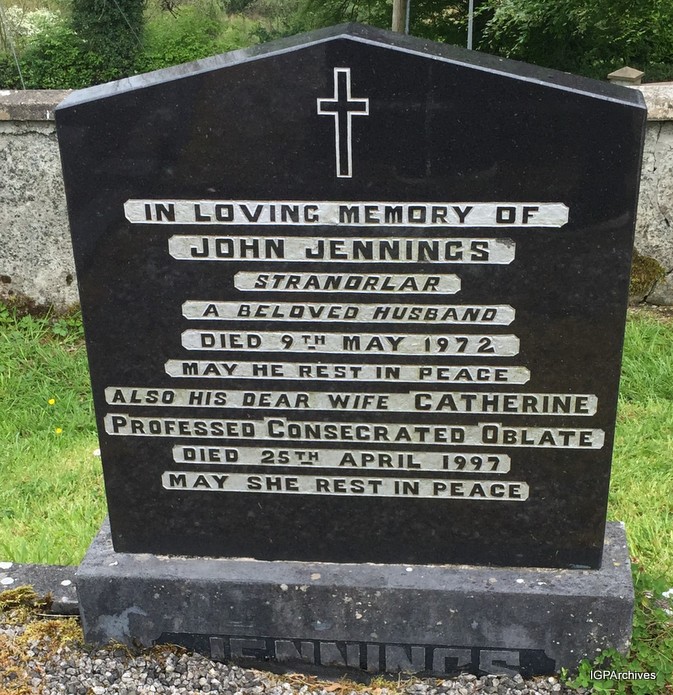 IN LOVING MEMORY OF
JOHN JENNINGS
STRANORLAR
A BELOVED HUSBAND
DIED 9TH MAY 1972
MAY HE REST IN PEACE
ALSO HIS DEAR WIFE CATHERINE
PROFESSED CONSECRATED OBLATE
DIED 25TH APRIL 1997
MAY SHE REST IN PEACE
JENNINGS
IGPArchives